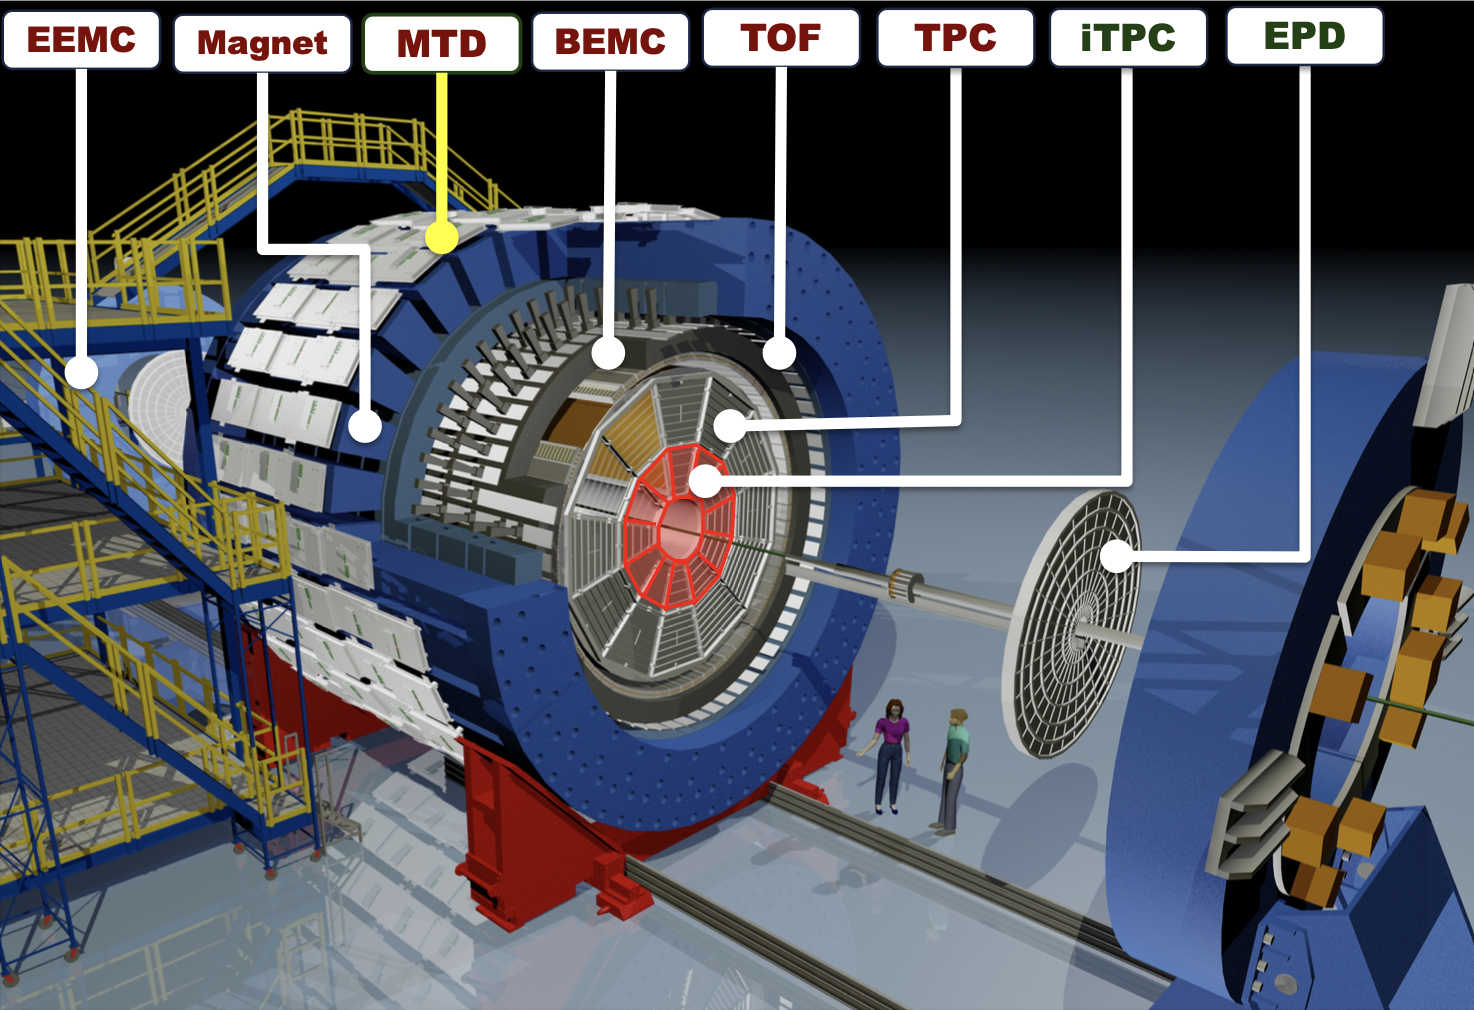 EEMC
Magnet
MTD
BEMC
TOF
TPC
iTPC
EPD